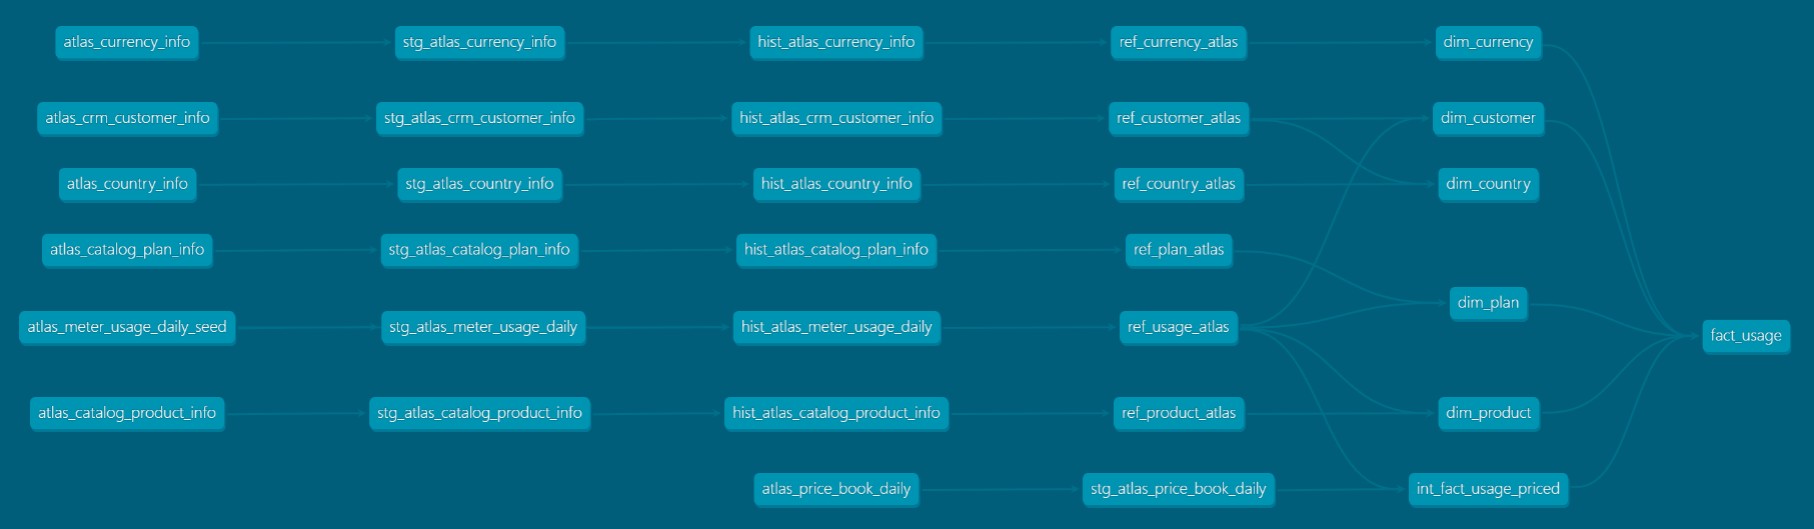 atlas_currency_info stg_atlas_currency_info hist_atlas_currency_info ref_currency_atlas dim_currency
atlas_crm_customer_info stg_atlas_crm_customer_info hist_atlas_crm_customer_info ref_customer_atlas dim_customer
atlas_country_info stg_atlas_country_info hist_atlas_country_info ref_country_atlas dim_country
atlas_catalog_plan_info stg_atlas_catalog_plan_info hist_atlas_catalog_plan_info ref_plan_atlas
dim_plan
atlas_meter_usage_daily_seed stg_atlas_meter_usage_daily hist_atlas_meter_usage_daily ref_usage_atlas
fact_usage
atlas_catalog_product_info stg_atlas_catalog_product_info hist_atlas_catalog_product_info ref_product_atlas dim_product
atlas_price_book_daily stg_atlas_price_book_daily int_fact_usage_priced